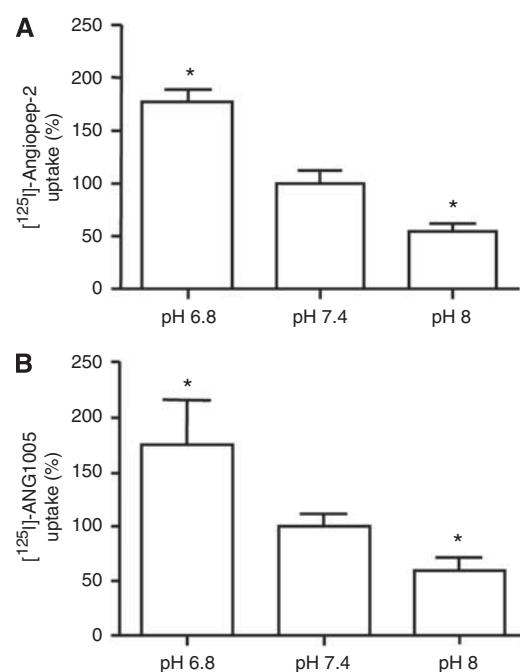 A
250
200
150
100
50
0
[125I]-Angiopep-2
uptake (%)
*
*
pH 6.8
pH 7.4
pH 8
B
250
200
150
100
50
0
[125I]-ANG1005
uptake (%)
*
*
pH 6.8
pH 7.4
pH 8